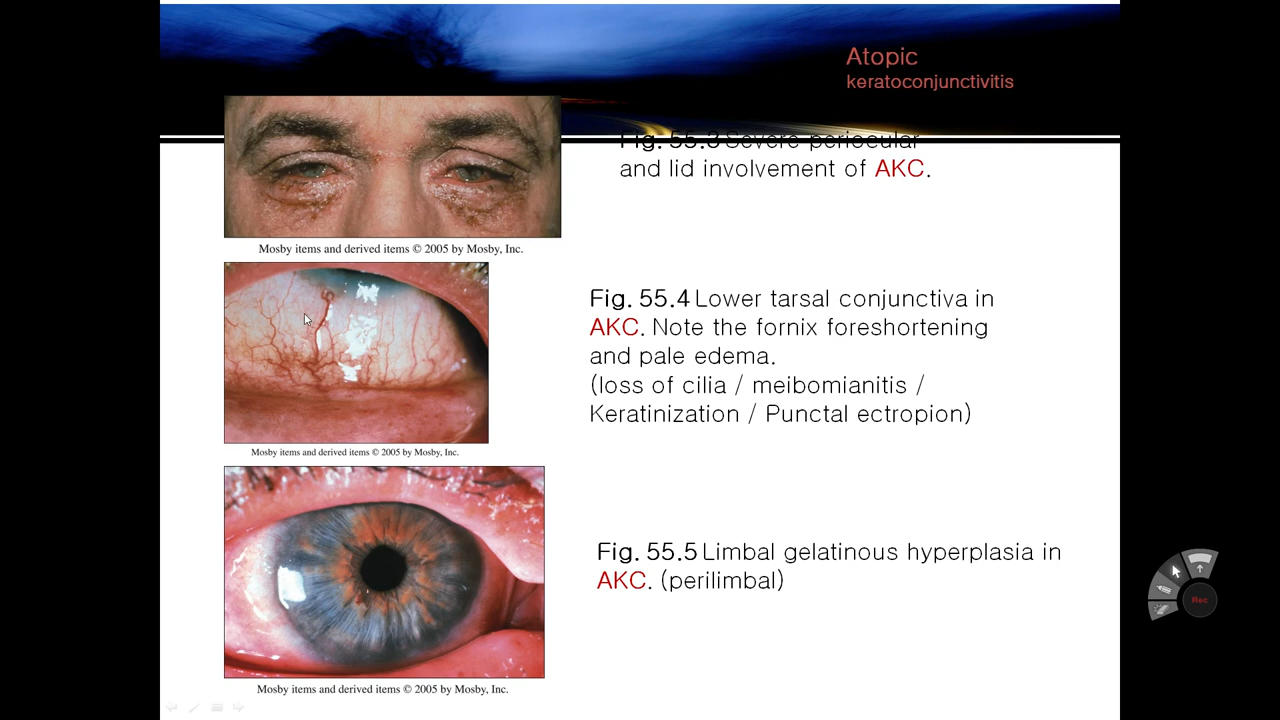 Atopic
keratoconjunctivitis
Fig. 55.3 Severe periocular
and lid involvement of AKC.
Mosby items and derived items © 2005 by Mosby, Inc.
Fig. 55.4 Lower tarsal conjunctiva in
AKC. Note the fornix foreshortening
and pale edema.
(loss of cilia / meibomianitis /
Keratinization / Punctal ectropion)
Mosby items and derived items © 2005 by Mosby, Inc.
Fig. 55.5 Limbal gelatinous hyperplasia in
AKC. (perilimbal)
Mosby items and derived items © 2005 by Mosby, Inc.
Rec